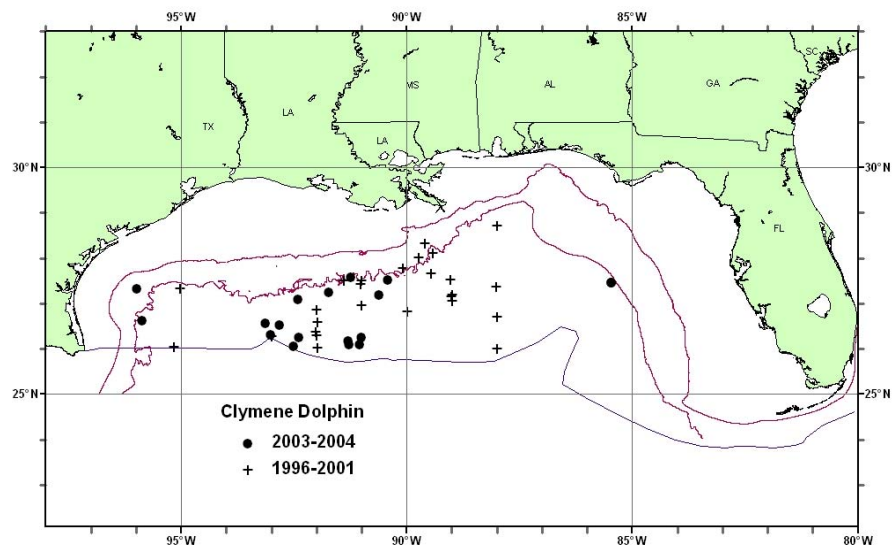 95°W 90°W 85°W 80°W
SC
MS AL GA
LA
TX
LA
30°N 30°N
FL
25°N 25°N
Clymene Dolphin
2003-2004
1996-2001
95°W 90°W 85°W 80°W